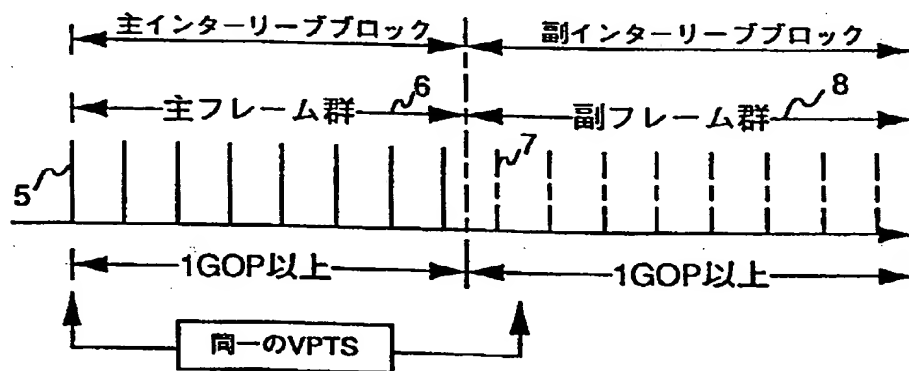 主インターリーブブロック 副インターリーブブロック
主フレーム群 6 副フレーム群 8
5 7
1GOP以上 1GOP以上
同一のVPTS